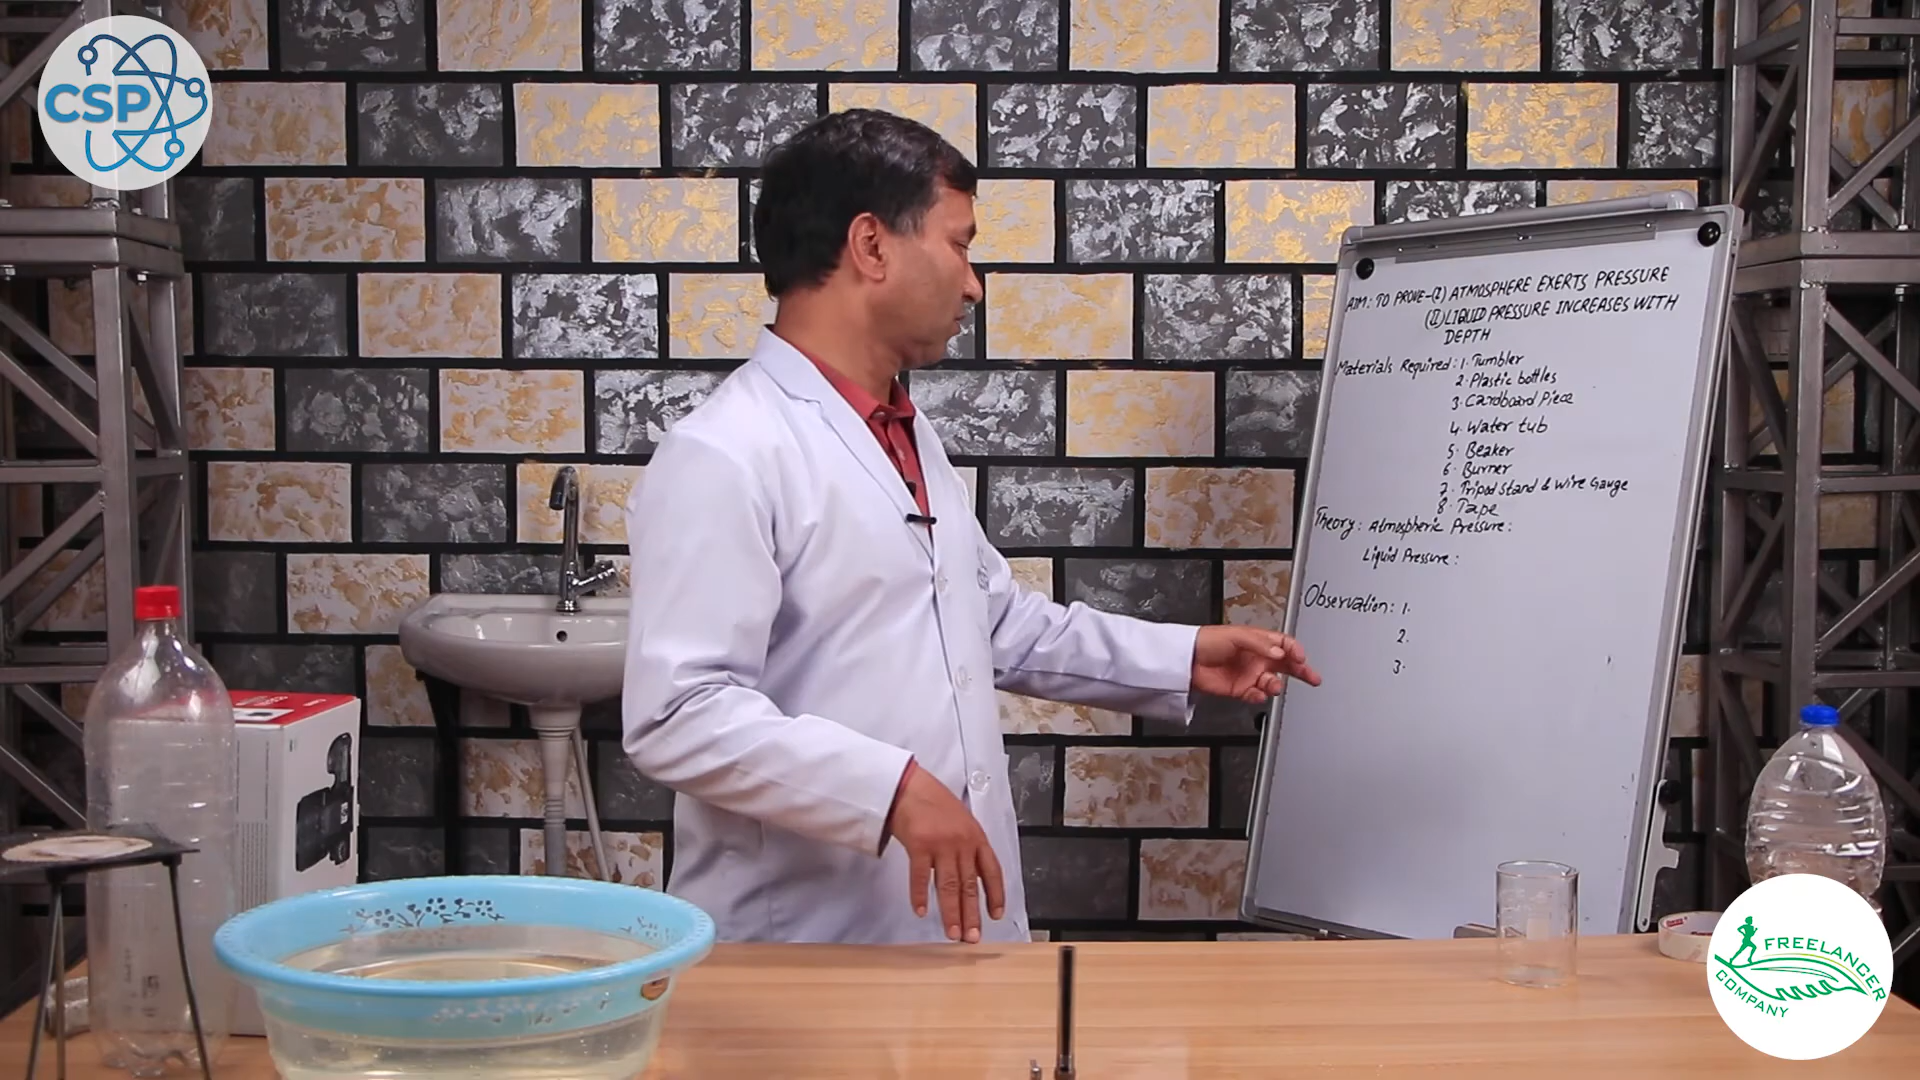 CSP
AIM: TO PROVE-(I) ATMOSPHERE EXERTS PRESSURE
(II) LIQUID PRESSURE INCREASES WITH
DEPTH
Materials Required: 1. Tumbler
2. Plastic bottles
3. Cardboard Piece
4. Water tub
5. Beaker
6. Burner
7. Tripod stand & Wire Gauge
8. Tape
Theory: Atmospheric Pressure:
Liquid Pressure:
Observation: 1.
2.
3.
FREELANCER
COMPANY